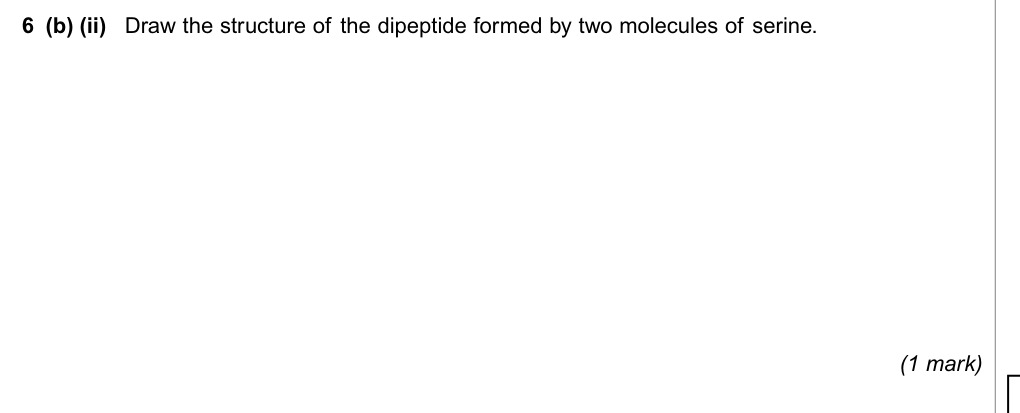 6 (b) (ii) Draw the structure of the dipeptide formed by two molecules of serine.
(1 mark)